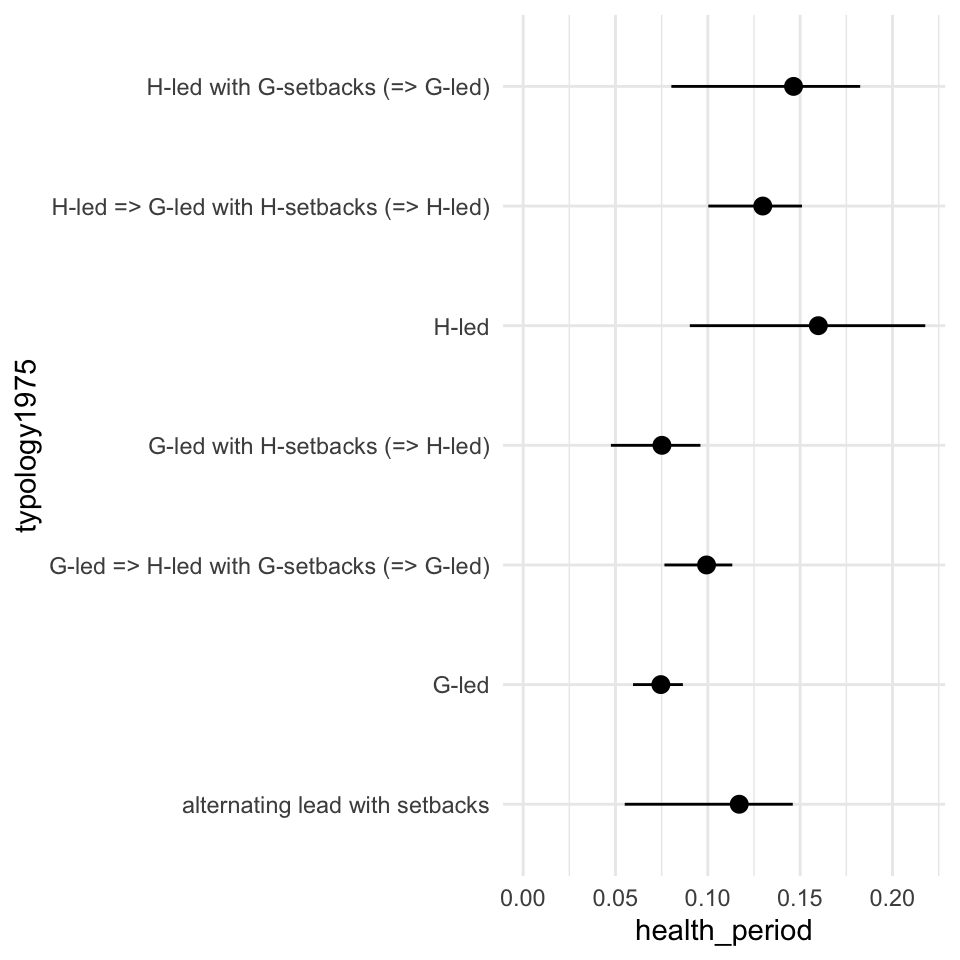 H-led with G-setbacks (=> G-led)
H-led => G-led with H-setbacks (=> H-led)
H-led
G-led with H-setbacks (=> H-led)
G-led => H-led with G-setbacks (=> G-led)
G-led
alternating lead with setbacks
typology1975
0.00 0.05 0.10 0.15 0.20
health_period